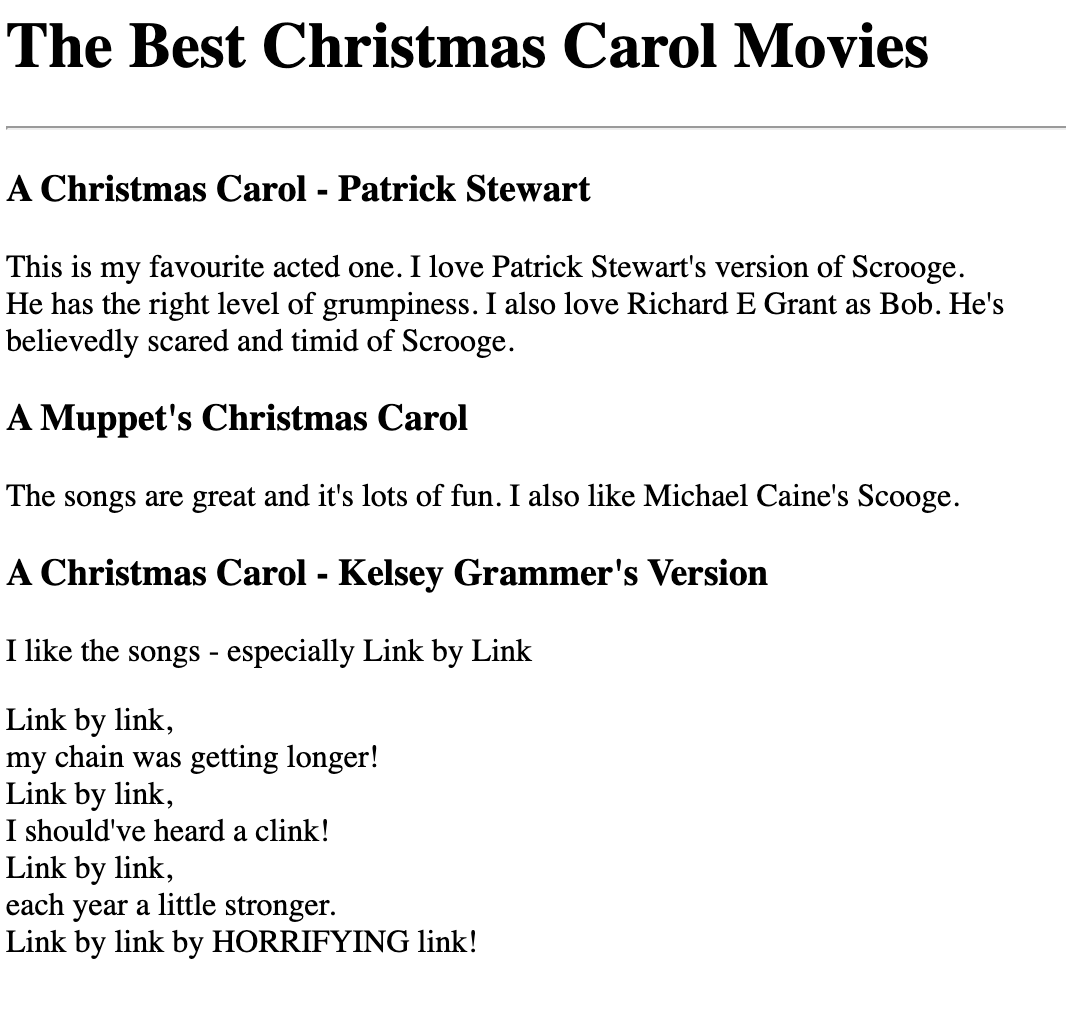 The Best Christmas Carol Movies
A Christmas Carol - Patrick Stewart
This is my favourite acted one. I love Patrick Stewart's version of Scrooge.
He has the right level of grumpiness. I also love Richard E Grant as Bob. He's
believedly scared and timid of Scrooge.
A Muppet's Christmas Carol
The songs are great and it's lots of fun. I also like Michael Caine's Scooge.
A Christmas Carol - Kelsey Grammer's Version
I like the songs - especially Link by Link
Link by link,
my chain was getting longer!
Link by link,
I should've heard a clink!
Link by link,
each year a little stronger.
Link by link by HORRIFYING link!